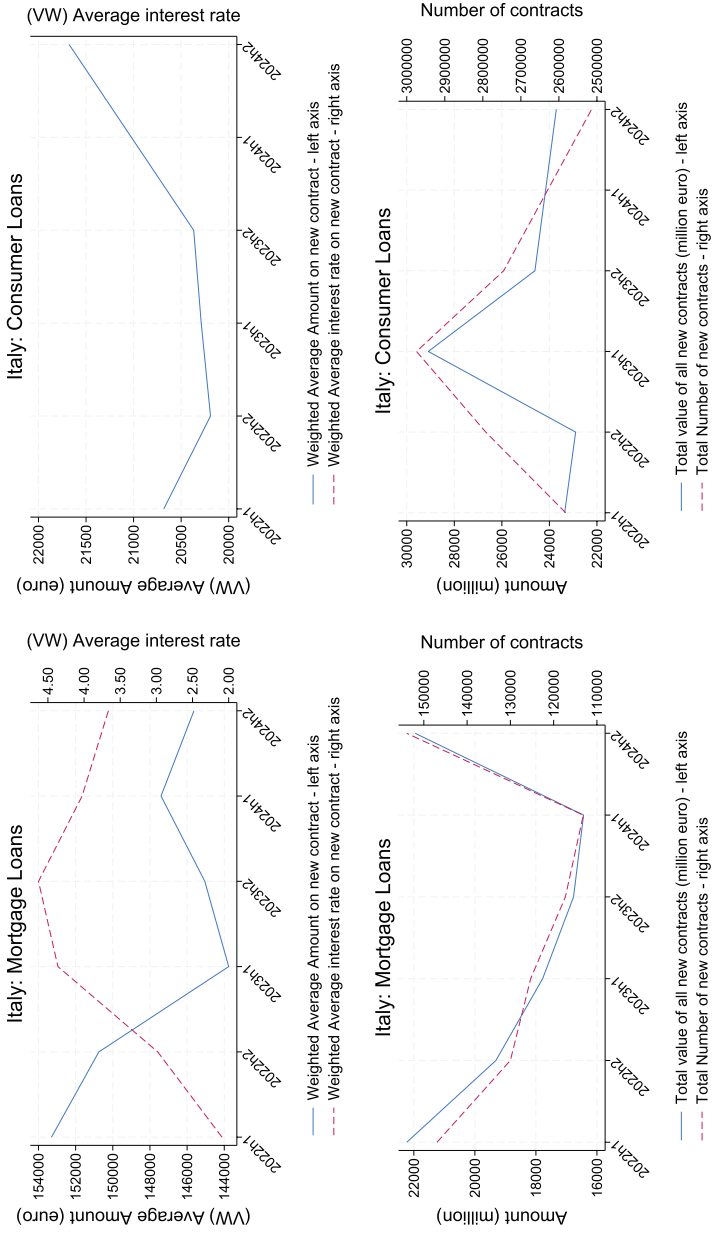 Italy: Mortgage Loans
(VW) Average Amount (euro)
154000
152000
150000
148000
146000
144000
(VW) Average interest rate
4.50
4.00
3.50
3.00
2.50
2.00
2022h1
2022h2
2023h1
2023h2
2024h1
2024h2
Weighted Average Amount on new contract - left axis
Weighted Average interest rate on new contract - right axis
Italy: Consumer Loans
(VW) Average Amount (euro)
22000
21500
21000
20500
20000
(VW) Average interest rate
2022h1
2022h2
2023h1
2023h2
2024h1
2024h2
Weighted Average Amount on new contract - left axis
Weighted Average interest rate on new contract - right axis
Italy: Mortgage Loans
Amount (million)
22000
20000
18000
16000
Number of contracts
150000
140000
130000
120000
110000
2022h1
2022h2
2023h1
2023h2
2024h1
2024h2
Total value of all new contracts (million euro) - left axis
Total Number of new contracts - right axis
Italy: Consumer Loans
Amount (million)
30000
28000
26000
24000
22000
Number of contracts
3000000
2900000
2800000
2700000
2600000
2500000
2022h1
2022h2
2023h1
2023h2
2024h1
2024h2
Total value of all new contracts (million euro) - left axis
Total Number of new contracts - right axis